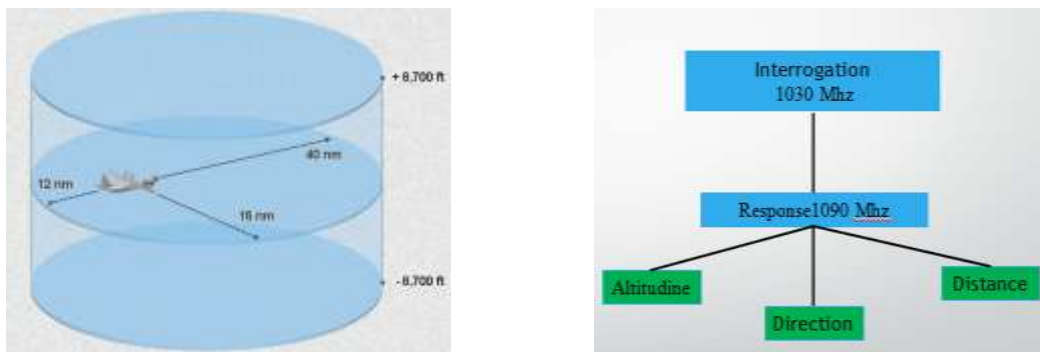 + 8,700 ft
40 nm
12 nm
16 nm
- 8,700 ft
Interrogation
1030 Mhz
Response1090 Mhz
Altitudine
Direction
Distance